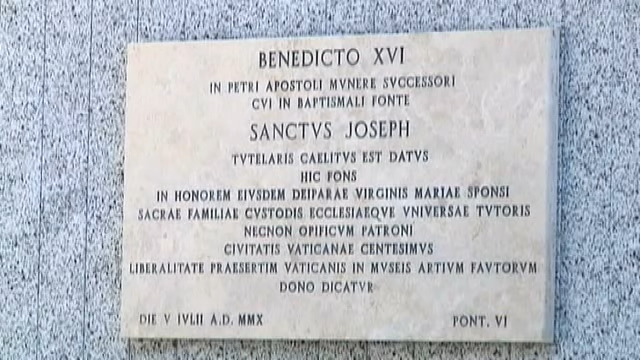 BENEDICTO XVI
IN PETRI APOSTOLI MVNERE SVCCESSORI
CVI IN BAPTISMALI FONTE
SANCTVS JOSEPH
TVTELARIS CAELITVS EST DATVS
HIC FONS
IN HONOREM EIVSDEM DEIPARAE VIRGINIS MARIAE SPONSI
SACRAE FAMILIAE CVSTODIS ECCLESIAEQVE VNIVERSAE TVTORIS
NECNON OPIFICVM PATRONI
CIVITATIS VATICANAE CENTESIMVS
LIBERALITATE PRAESERTIM VATICANIS IN MVSEIS ARTIVM FAVTORVM
DONO DICATVR
DIE V IVLII A.D. MMX PONT. VI